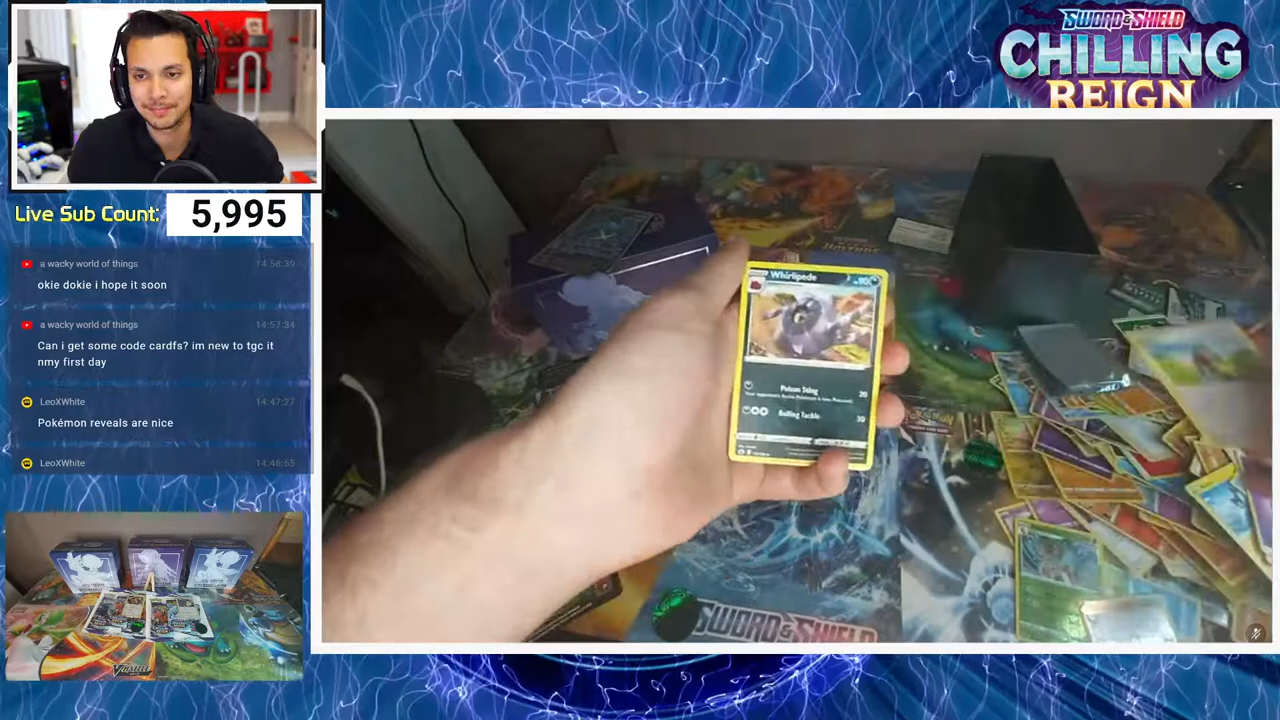 SWORD & SHIELD
CHILLING
REIGN
Live Sub Count: 5,995
a wacky world of things 14:58:39
okie dokie i hope it soon
a wacky world of things 14:57:34
Can i get some code cardfs? im new to tgc it
nmy first day
LeoXWhite 14:47:27
Pokémon reveals are nice
LeoXWhite 14:46:55
Whirlipede 90
Poison Sting 20
Rolling Tackle 50
SWORD & SHIELD